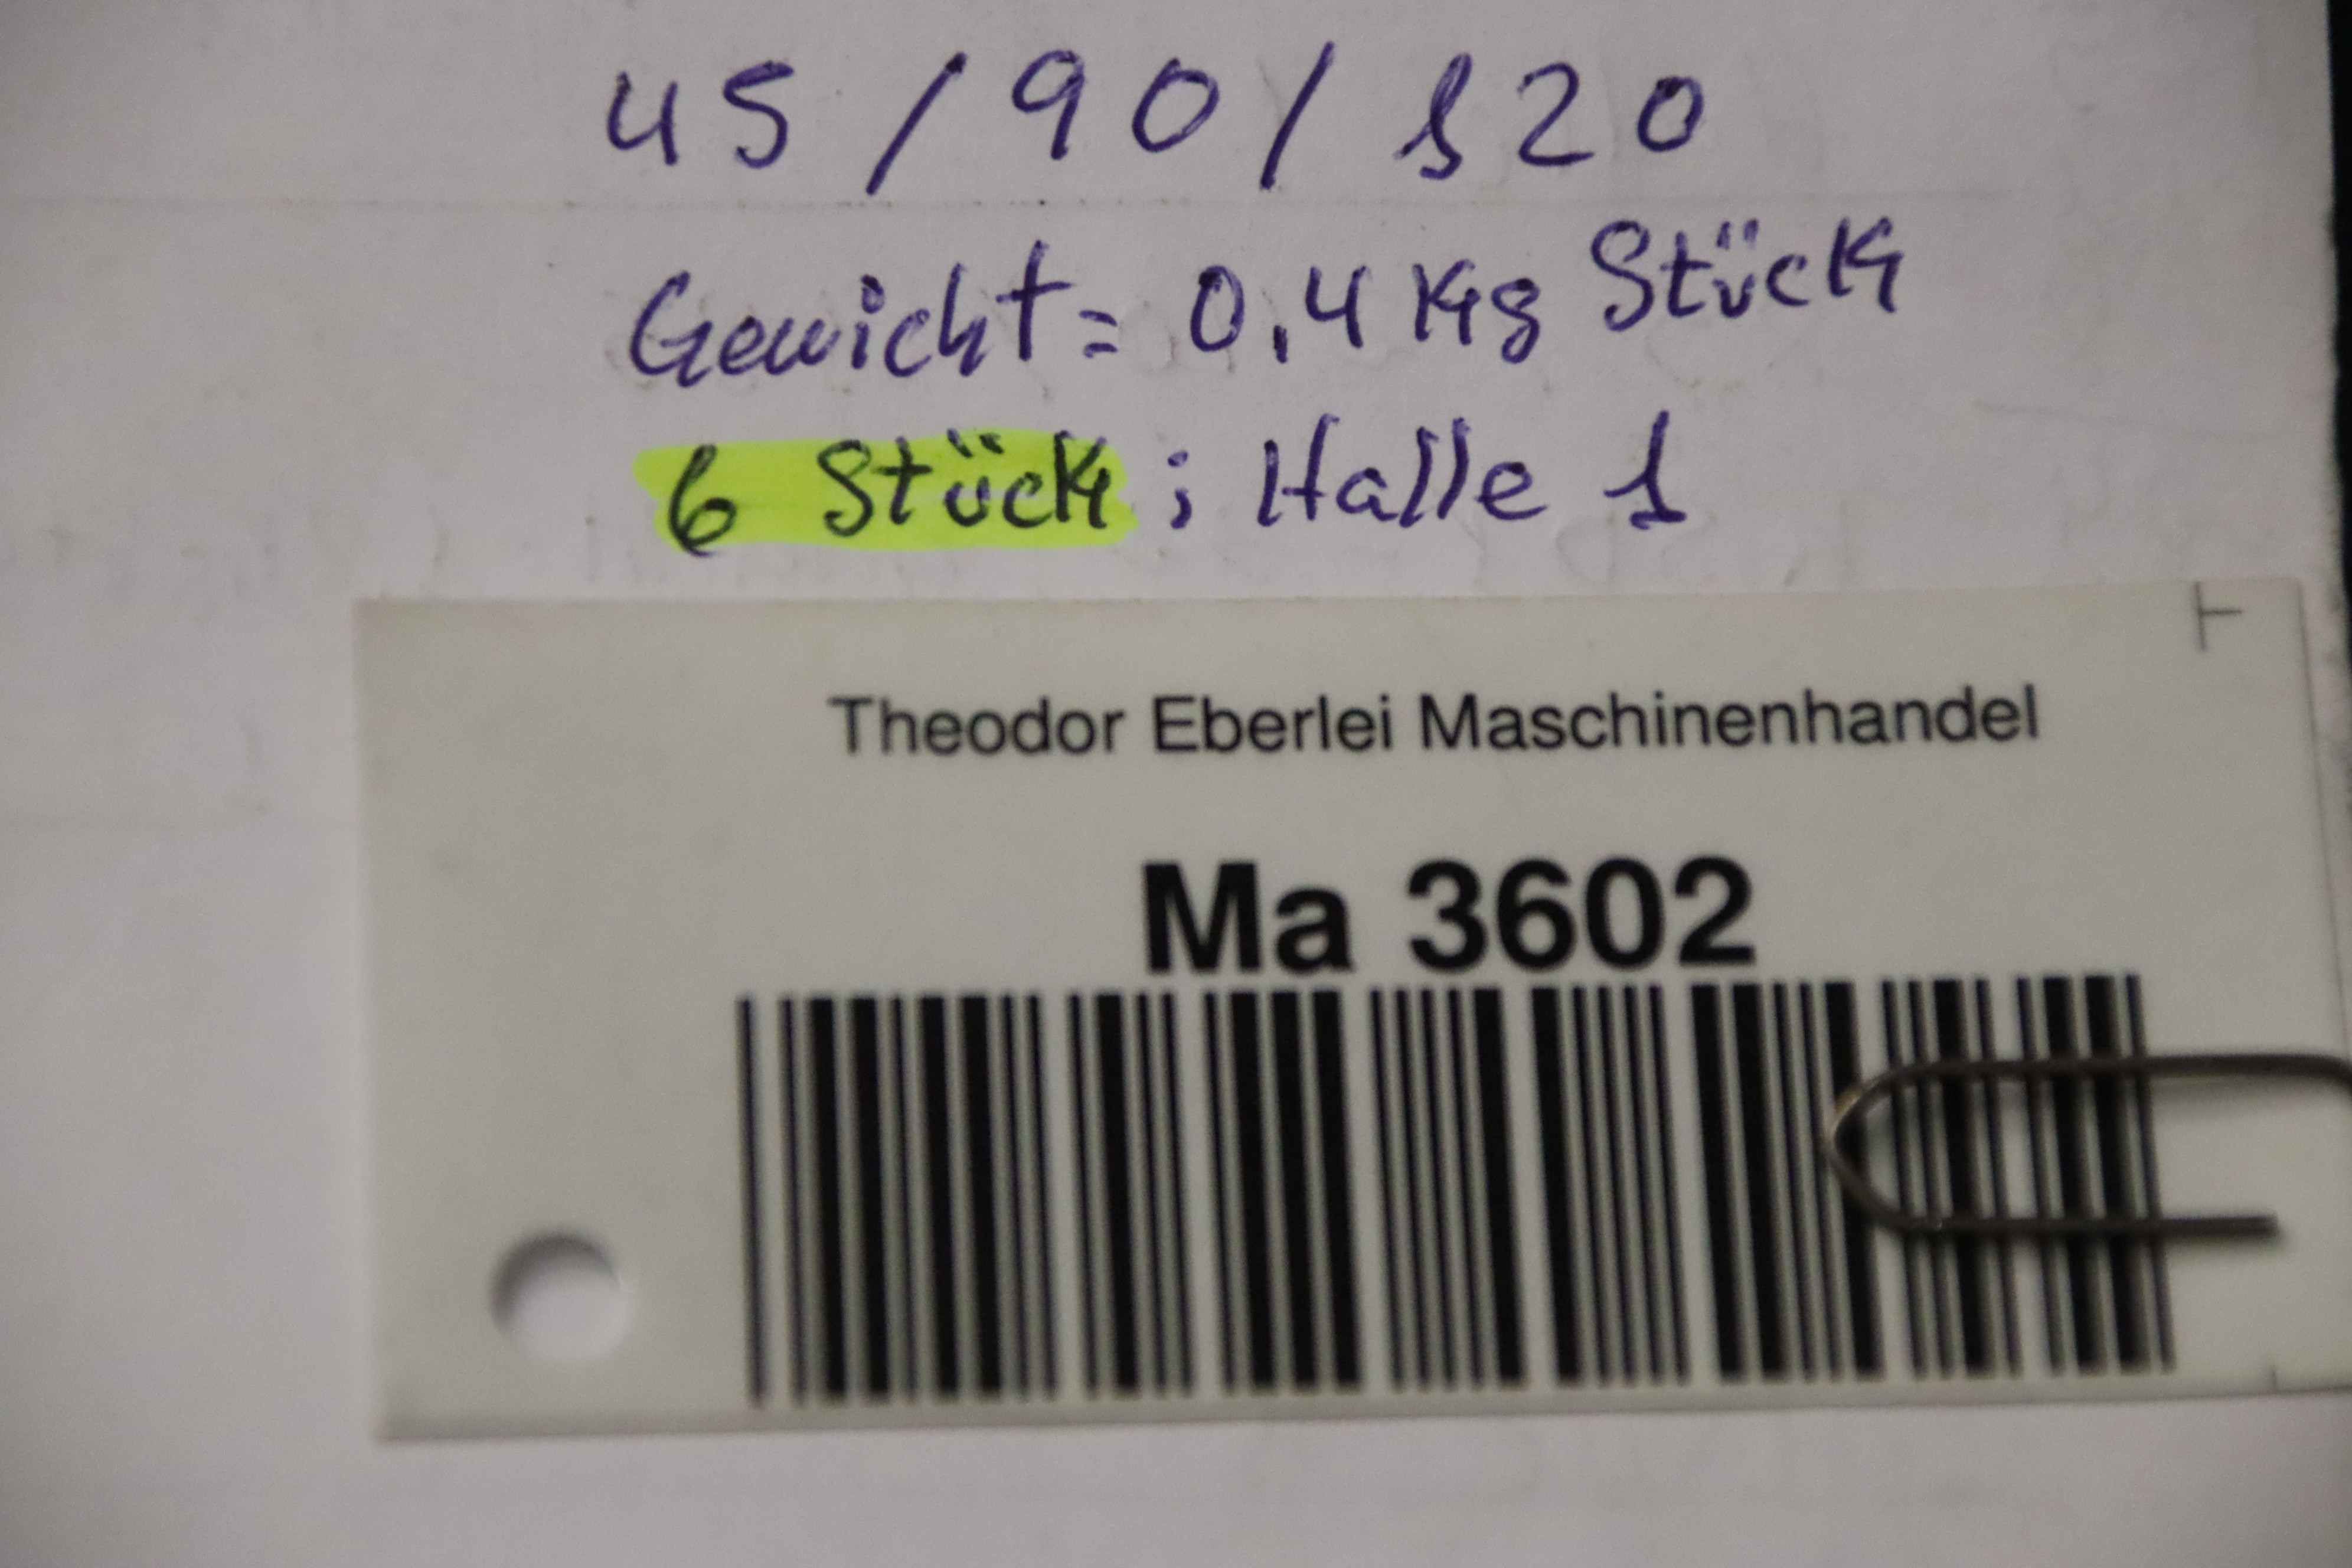 45 / 90 / 120
Gewicht = 0,4 Kg Stück
6 Stück ; Halle 1
Theodor Eberlei Maschinenhandel
Ma 3602